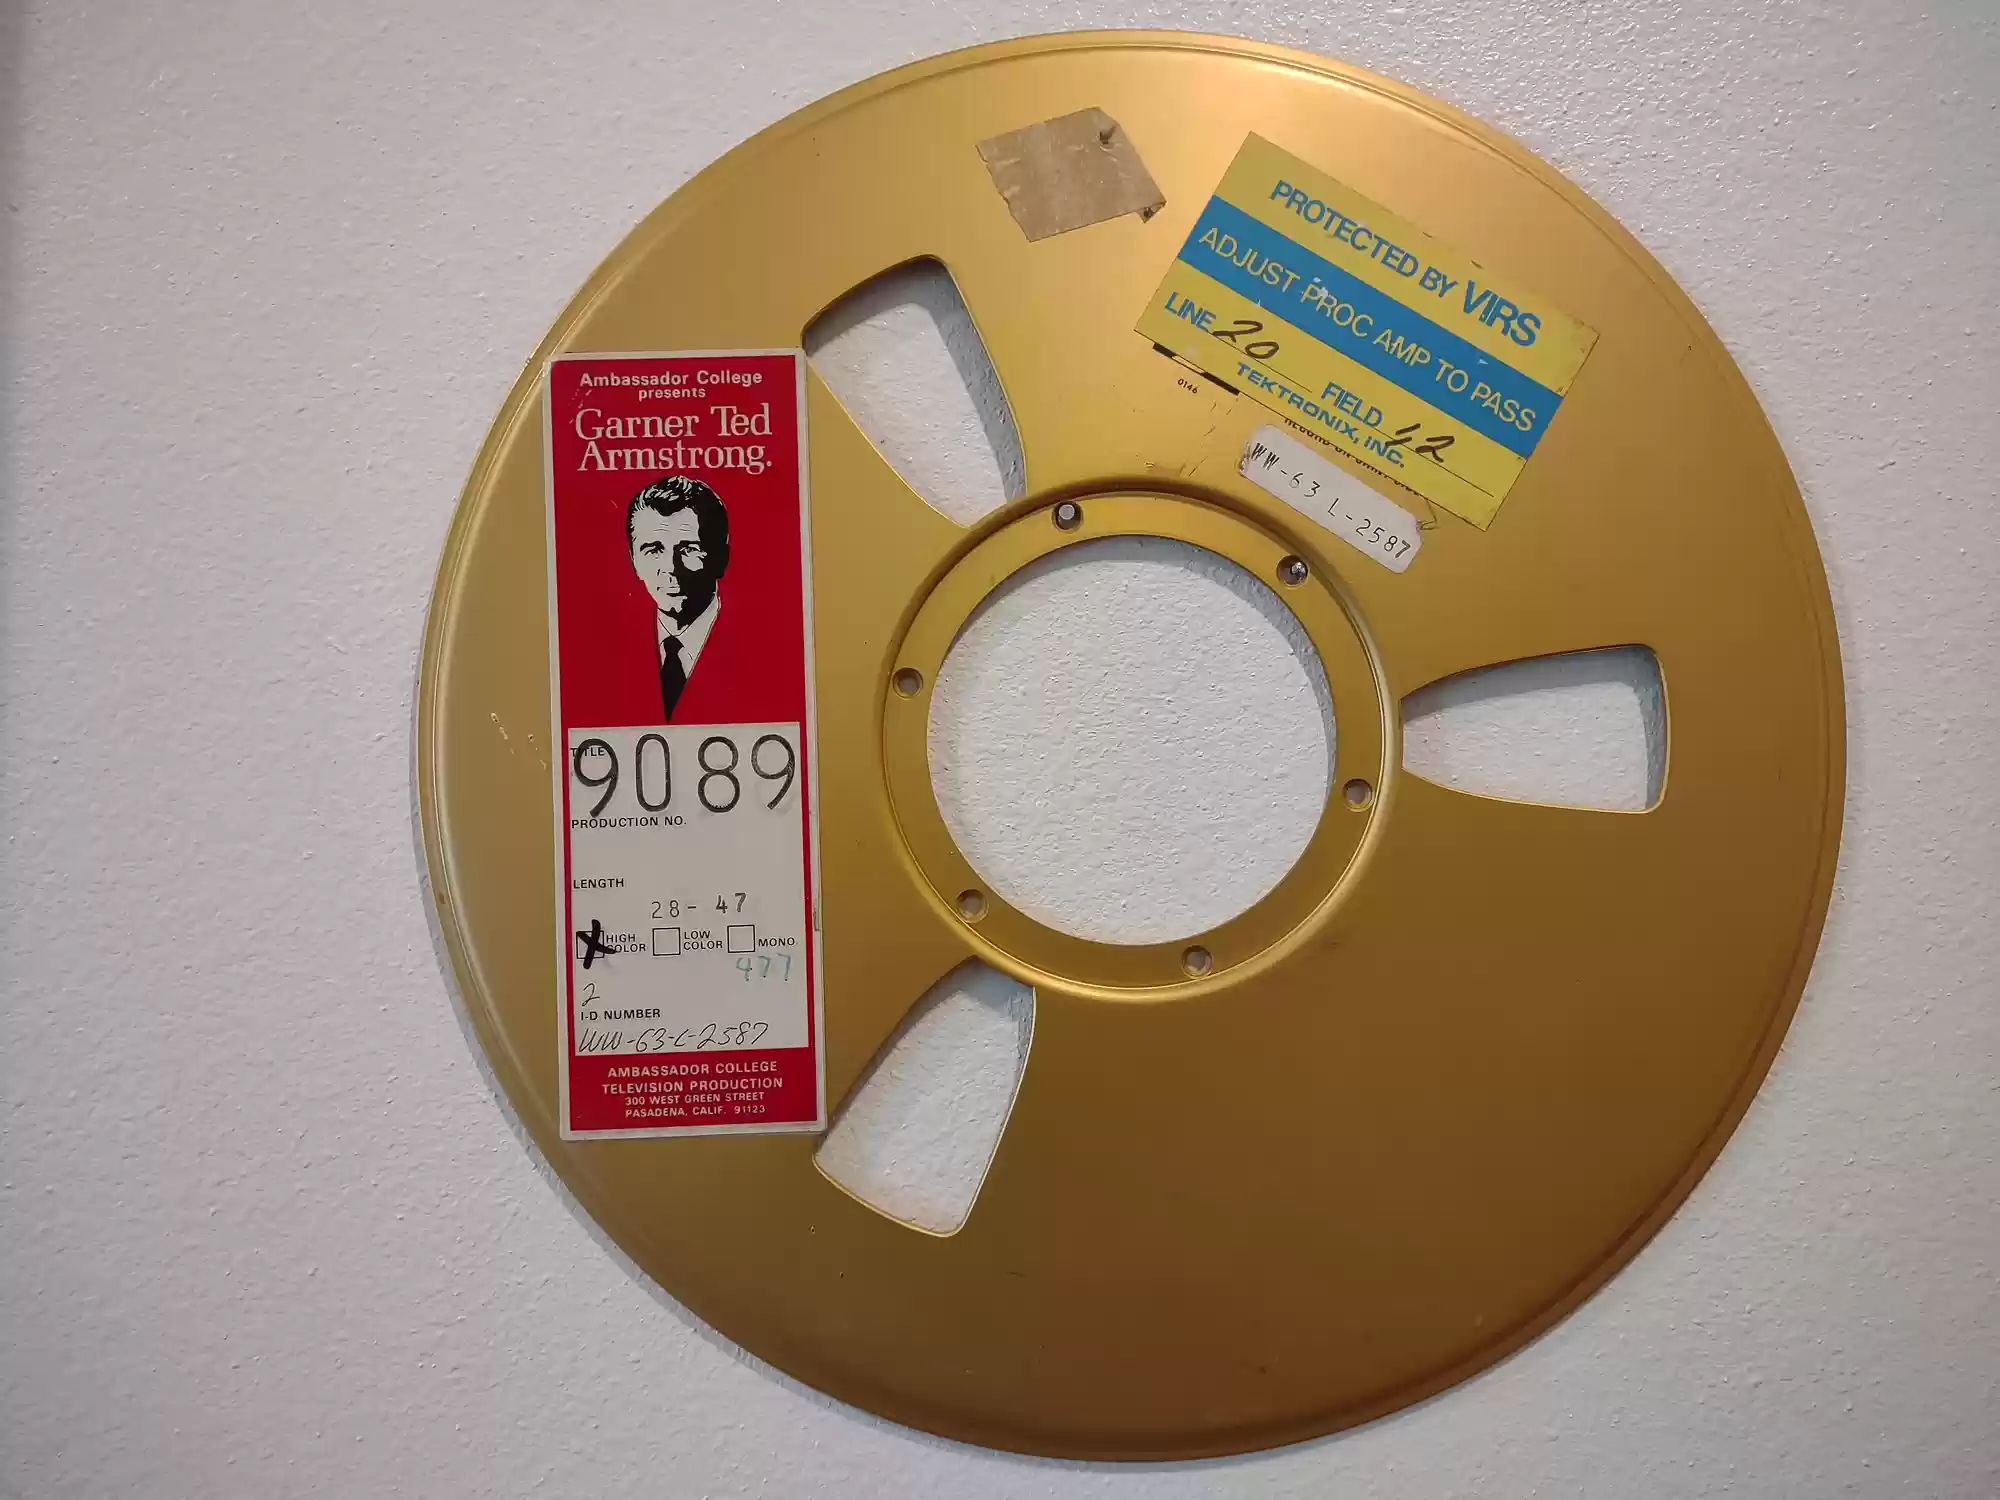 Ambassador College
presents
Garner Ted
Armstrong.
TITLE
9089
PRODUCTION NO.
LENGTH
28-47
X HIGH COLOR LOW COLOR MONO
477
2
I-D NUMBER
WW-63-L-2587
AMBASSADOR COLLEGE
TELEVISION PRODUCTION
300 WEST GREEN STREET
PASADENA, CALIF. 91123
PROTECTED BY VIRS
ADJUST PROC AMP TO PASS
LINE 20 FIELD 1,2
TEKTRONIX, INC.
0146
WW-63 L-2587